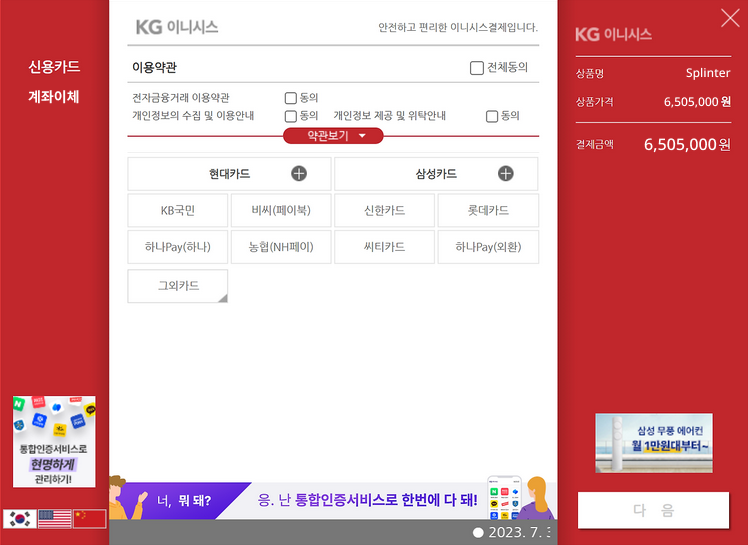 신용카드
계좌이체
통합인증서비스로
현명하게
관리하기!
KG 이니시스
안전하고 편리한 이니시스결제입니다.
이용약관
전체동의
전자금융거래 이용약관 동의
개인정보의 수집 및 이용안내 동의 개인정보 제공 및 위탁안내 동의
약관보기
현대카드 삼성카드
KB국민 비씨(페이북) 신한카드 롯데카드
하나Pay(하나) 농협(NH페이) 씨티카드 하나Pay(외환)
그외카드
너, 뭐 돼? 응. 난 통합인증서비스로 한번에 다 돼!
2023. 7.
KG 이니시스
상품명 Splinter
상품가격 6,505,000 원
결제금액 6,505,000원
삼성 무풍 에어컨
월 1만원대부터~
다 음